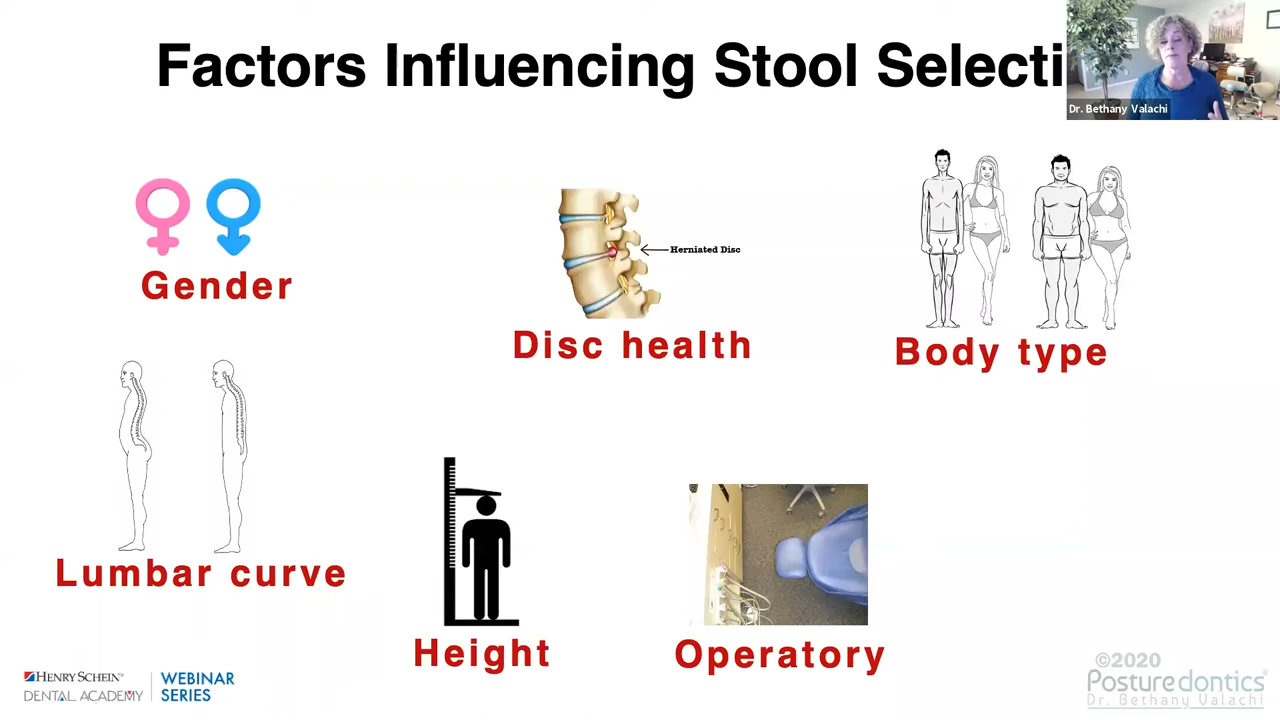 Factors Influencing Stool Selecti
Dr. Bethany Valachi
Gender
Herniated Disc
Disc health
Body type
Lumbar curve
Height
Operatory
HENRY SCHEIN®
DENTAL ACADEMY
WEBINAR
SERIES
©2020
Posturedontics®
Dr. Bethany Valachi